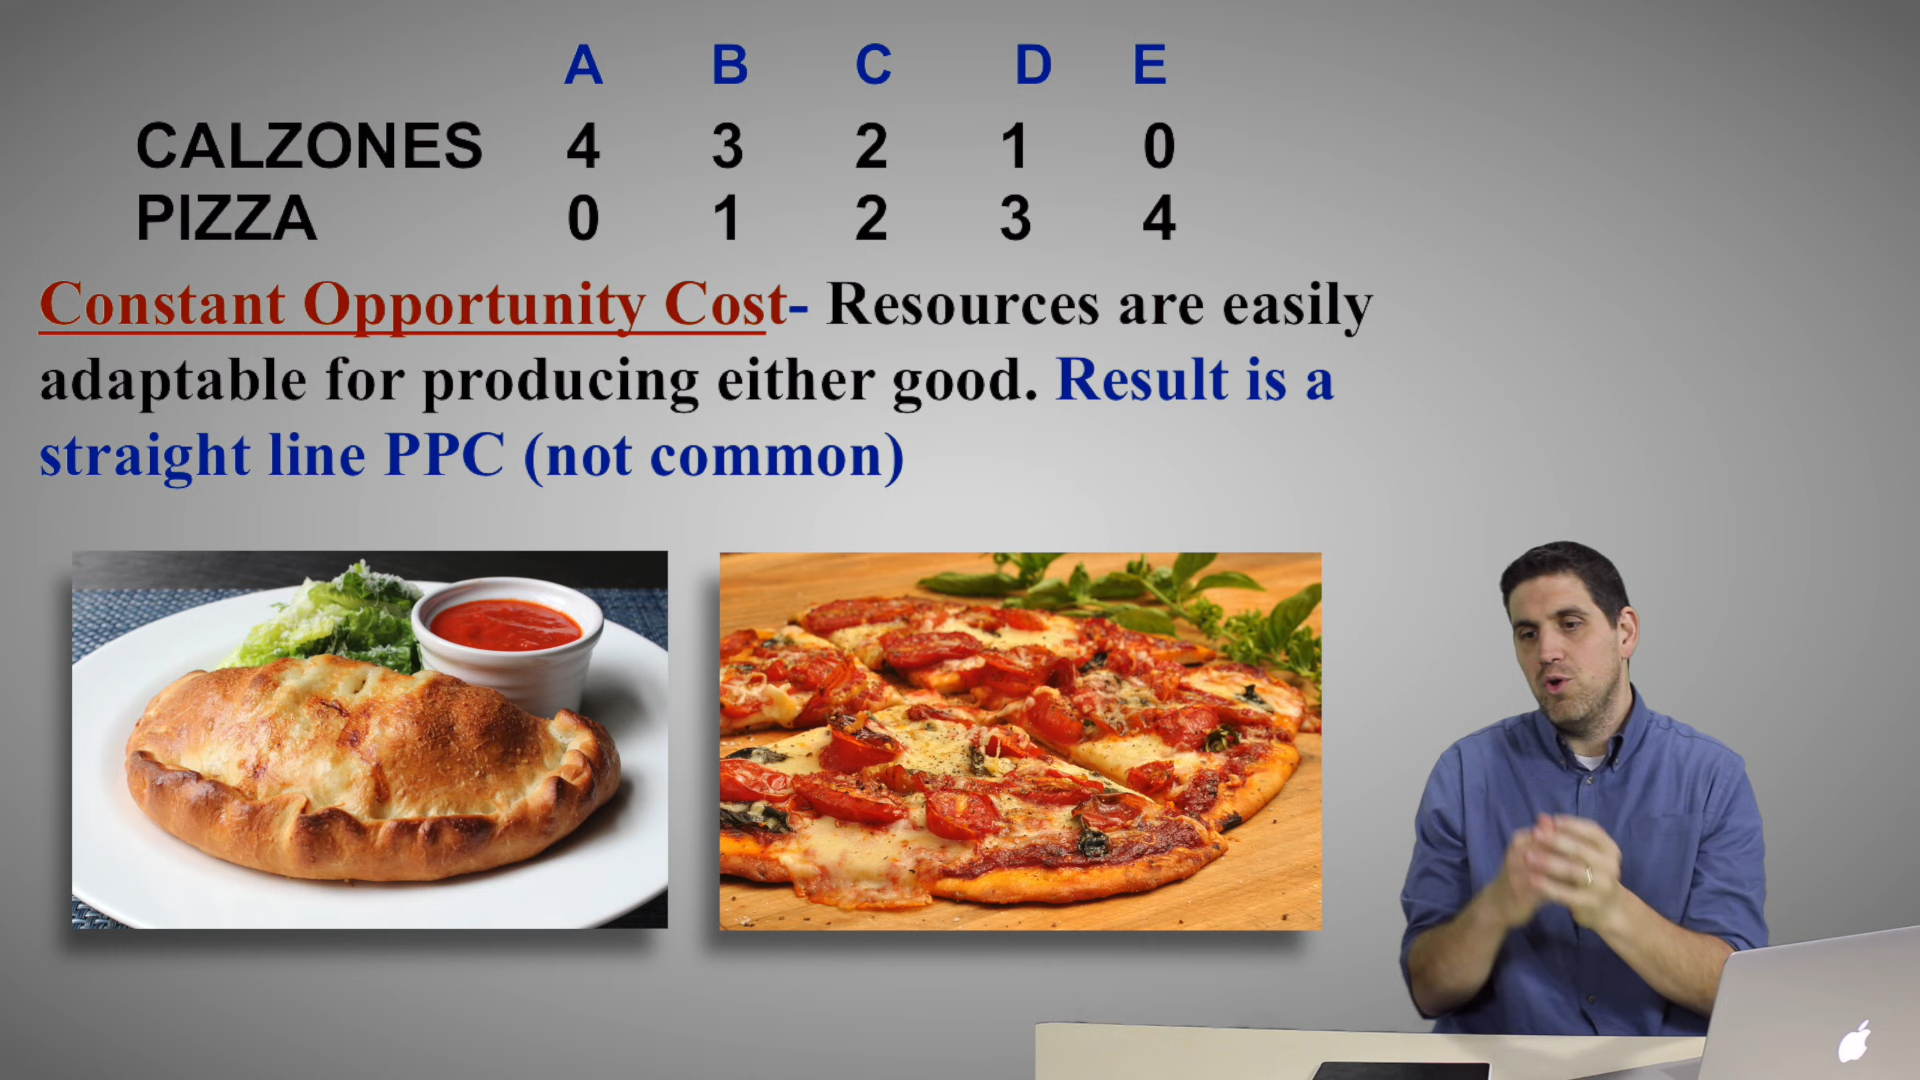 A B C D E
CALZONES 4 3 2 1 0
PIZZA 0 1 2 3 4
Constant Opportunity Cost- Resources are easily
adaptable for producing either good. Result is a
straight line PPC (not common)